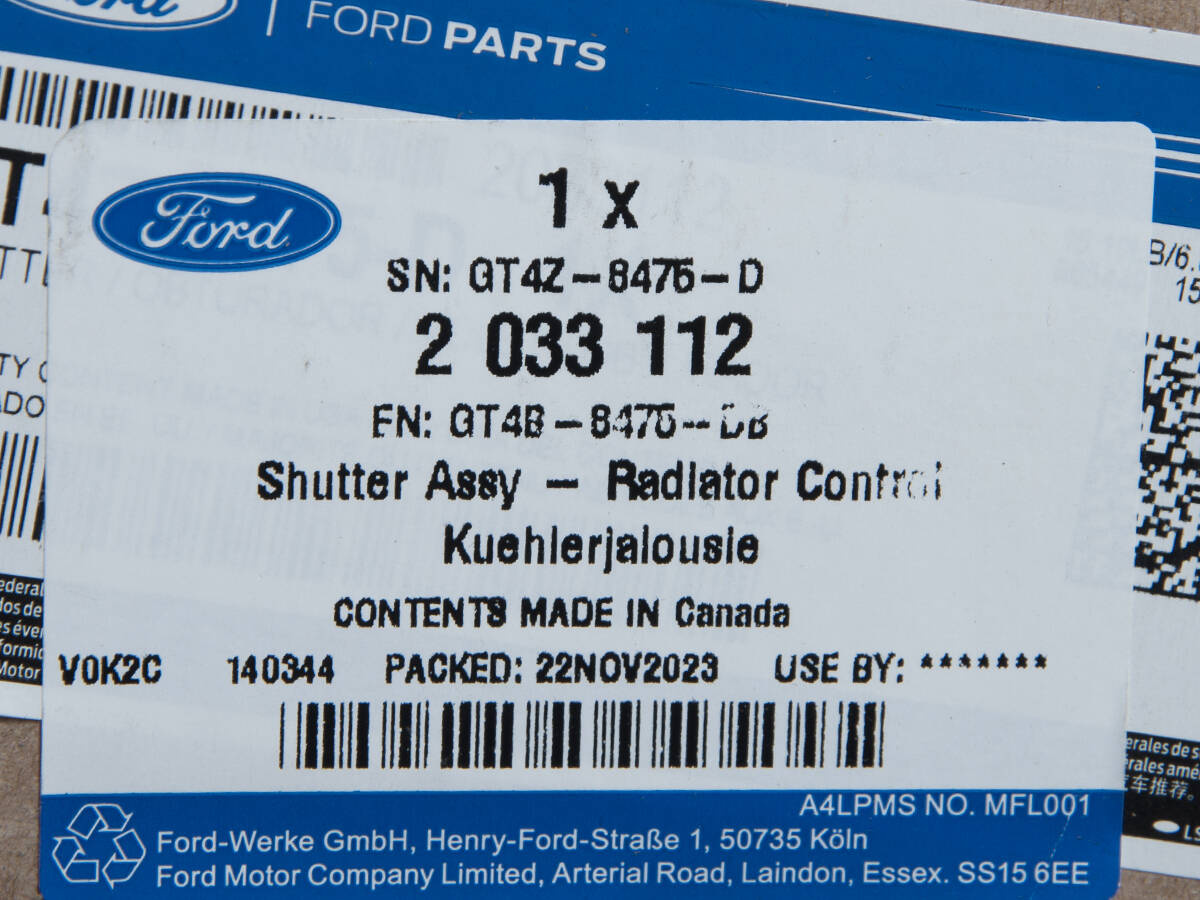 FORD PARTS
Ford
1 x
SN: GT4Z-8475-D
2 033 112
EN: GT4B-8475-DB
Shutter Assy - Radiator Control
Kuehlerjalousie
CONTENTS MADE IN Canada
V0K2C 140344 PACKED: 22NOV2023 USE BY: *******
A4LPMS NO. MFL001
Ford-Werke GmbH, Henry-Ford-Straße 1, 50735 Köln
Ford Motor Company Limited, Arterial Road, Laindon, Essex. SS15 6EE